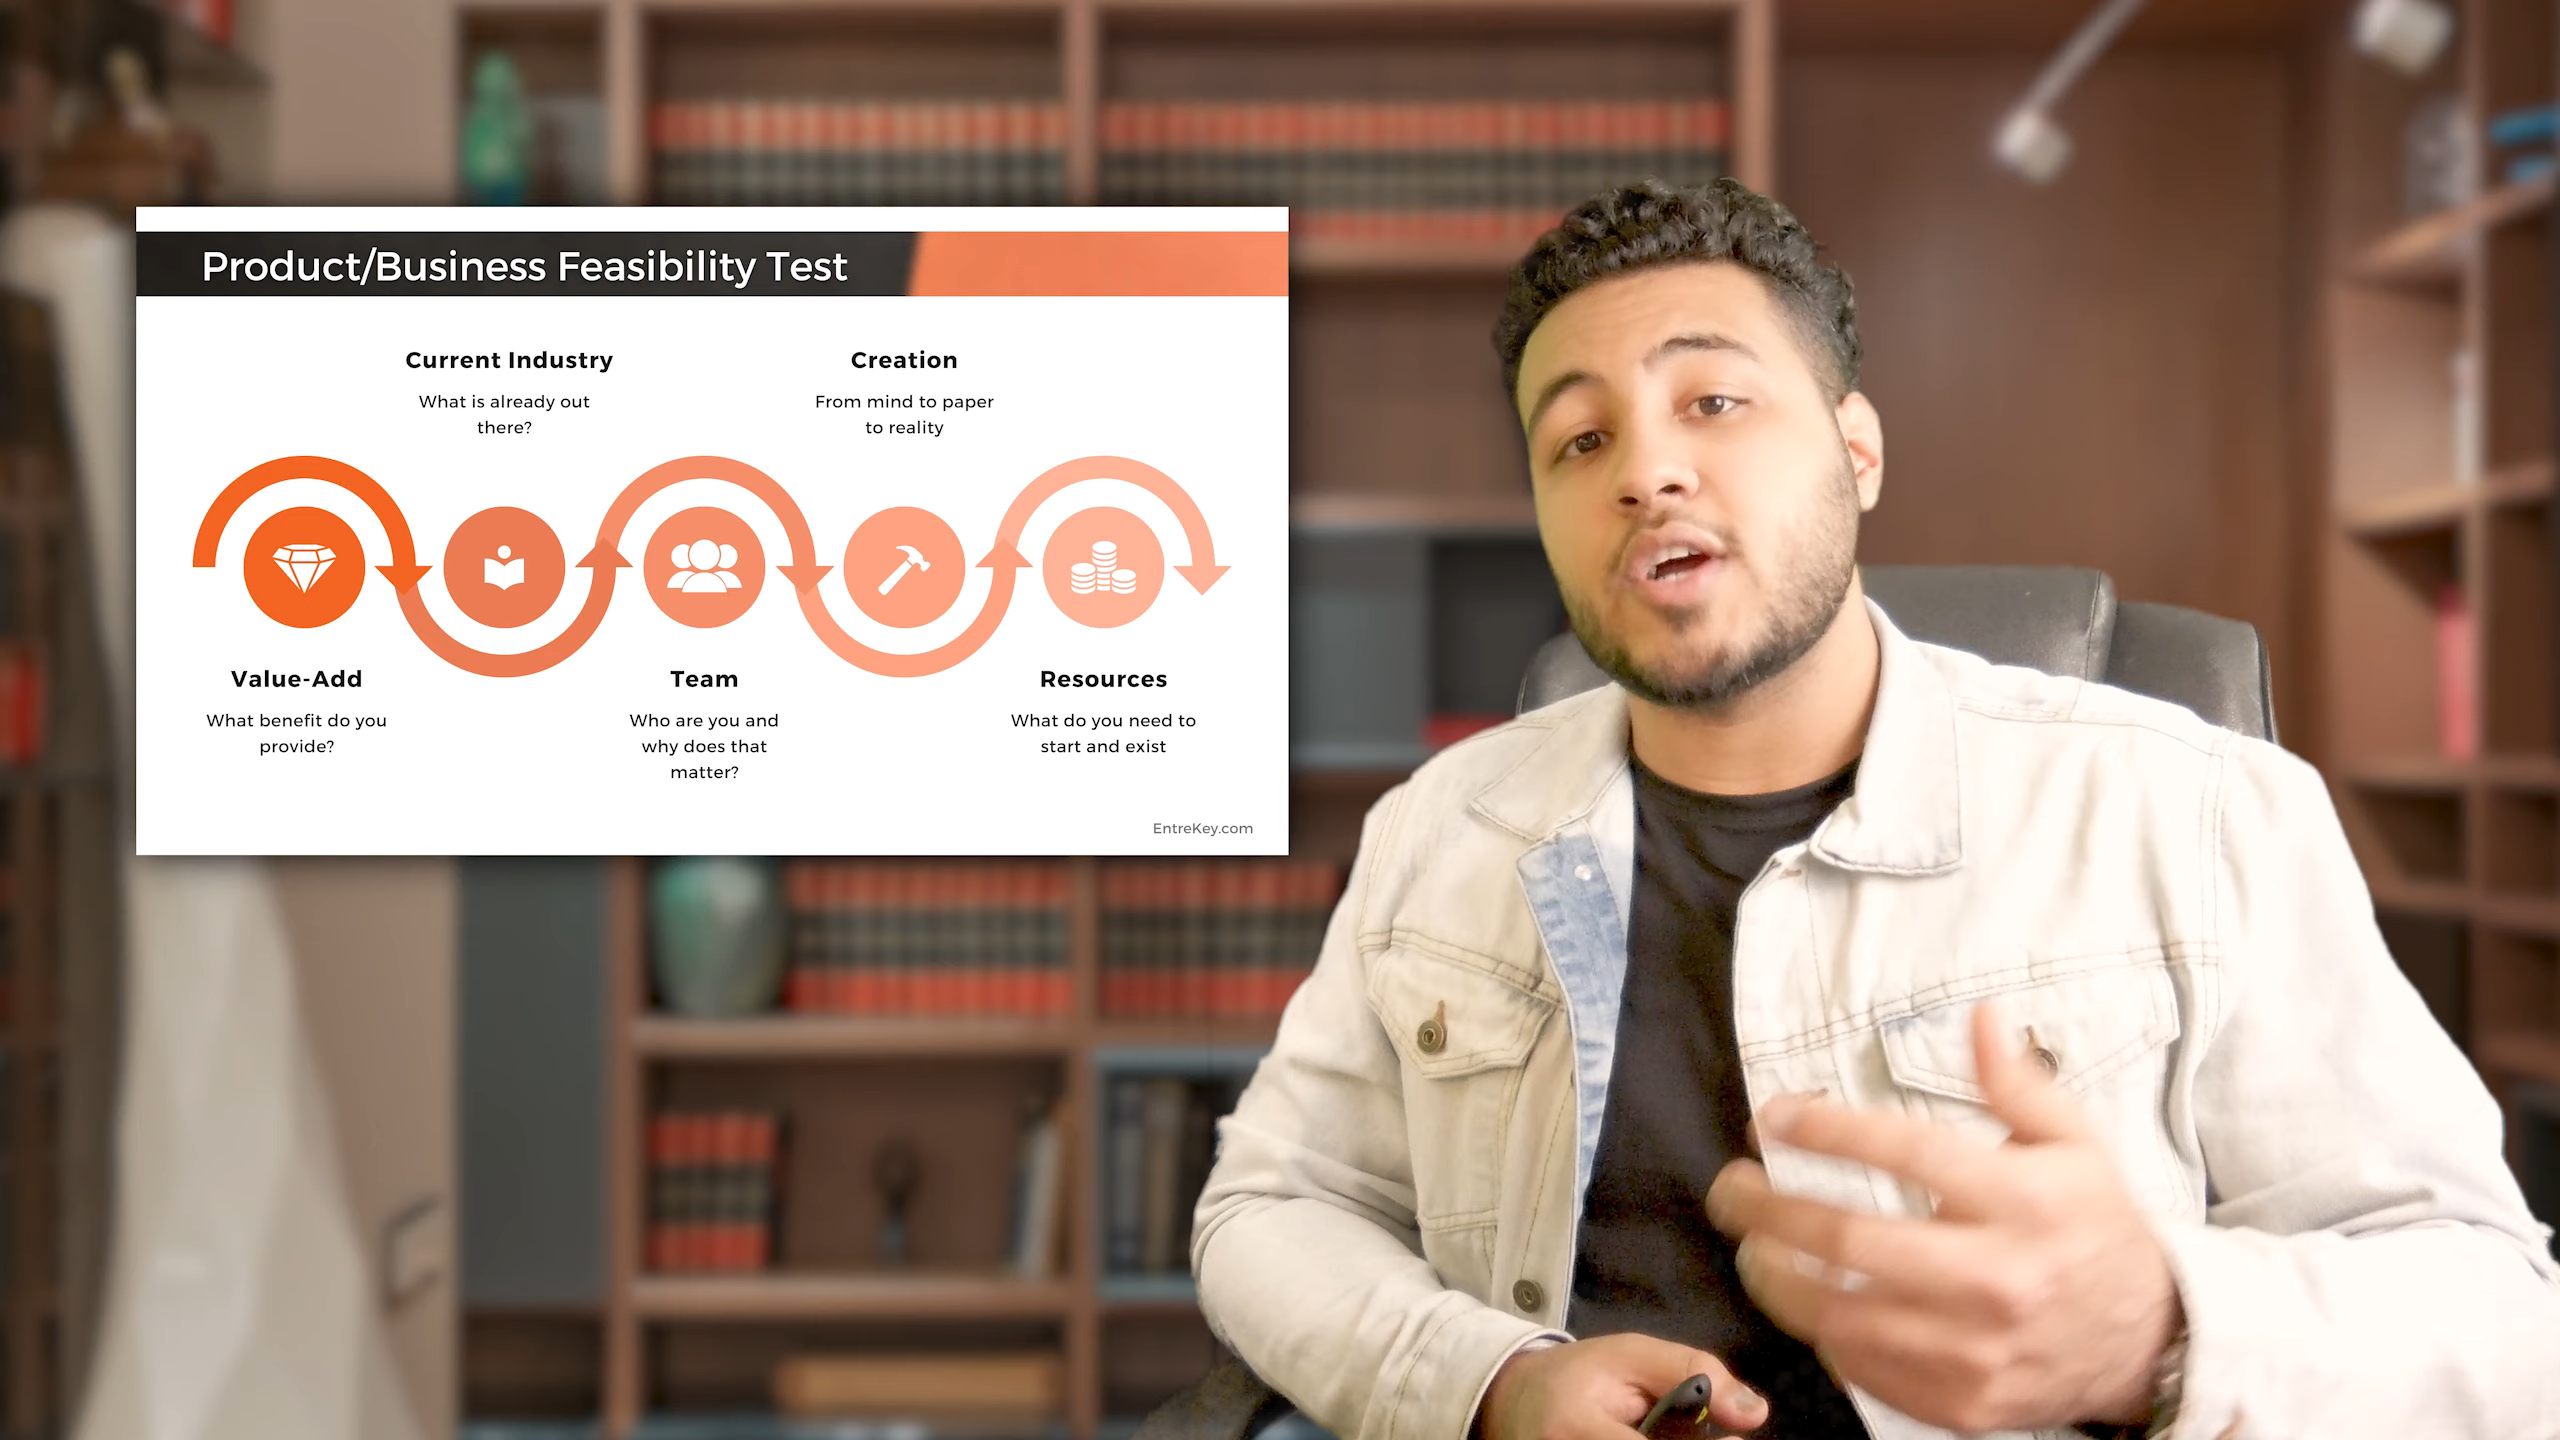 Product/Business Feasibility Test
Current Industry
What is already out
there?
Creation
From mind to paper
to reality
Value-Add
What benefit do you
provide?
Team
Who are you and
why does that
matter?
Resources
What do you need to
start and exist
EntreKey.com